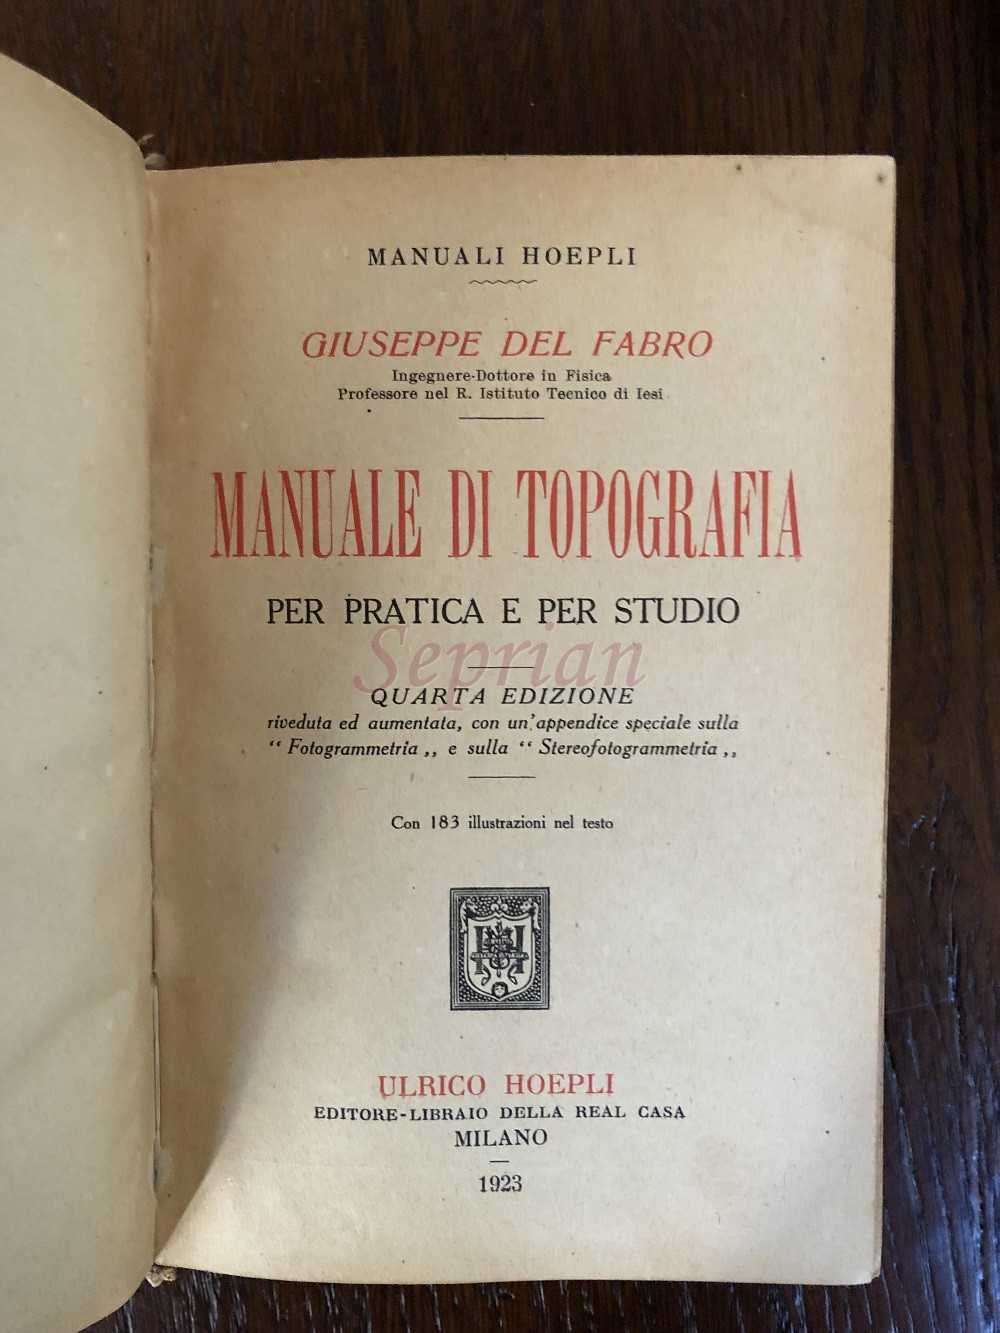 MANUALI HOEPLI
GIUSEPPE DEL FABRO
Ingegnere-Dottore in Fisica
Professore nel R. Istituto Tecnico di Iesi
MANUALE DI TOPOGRAFIA
PER PRATICA E PER STUDIO
Seprian
QUARTA EDIZIONE
riveduta ed aumentata, con un'appendice speciale sulla
“ Fotogrammetria „ e sulla “ Stereofotogrammetria „
Con 183 illustrazioni nel testo
ULRICO HOEPLI
EDITORE-LIBRAIO DELLA REAL CASA
MILANO
1923